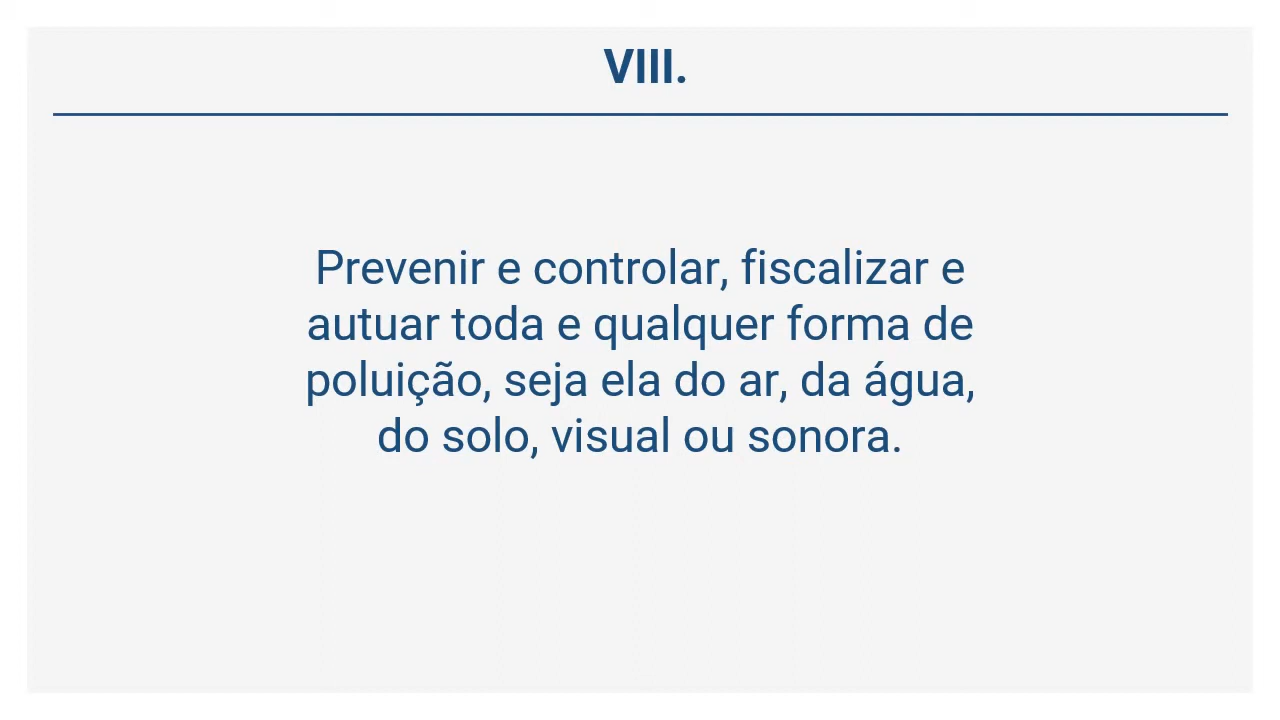 VIII.
Prevenir e controlar, fiscalizar e
autuar toda e qualquer forma de
poluição, seja ela do ar, da água,
do solo, visual ou sonora.